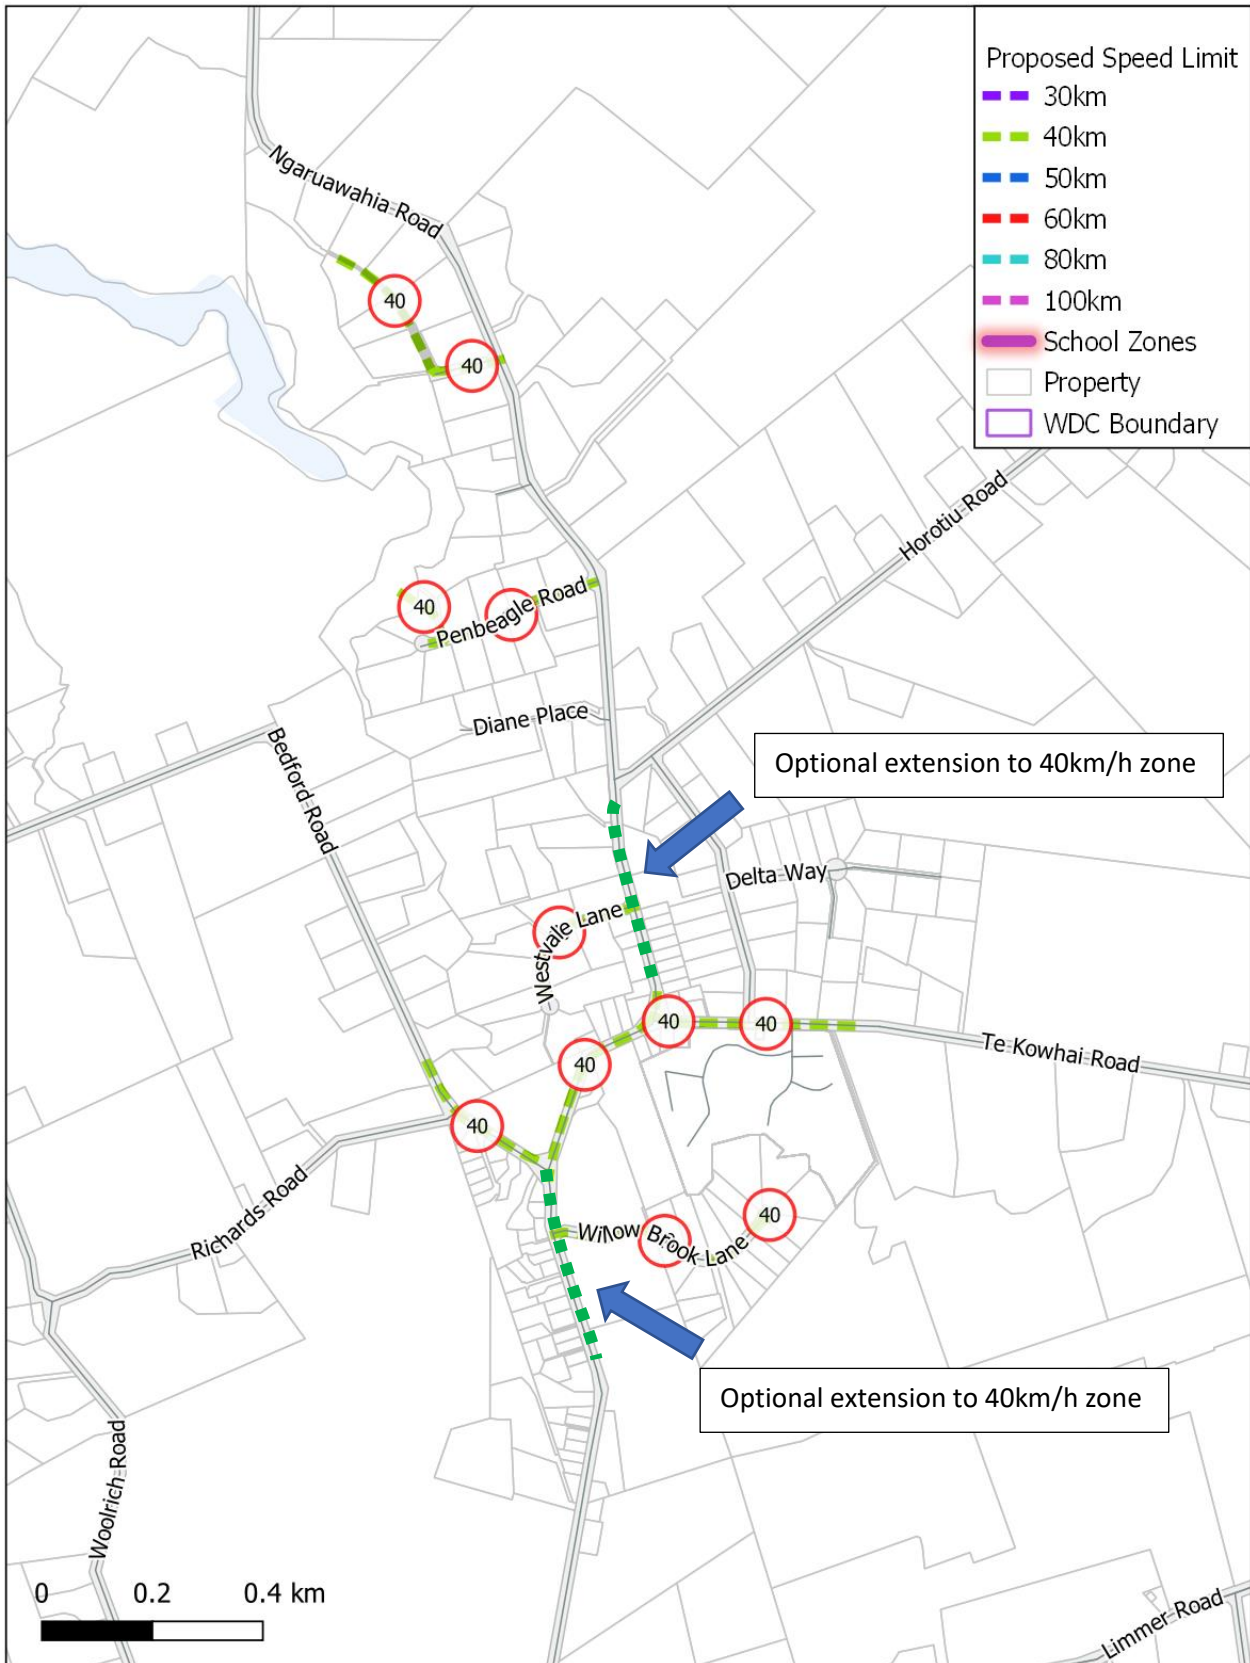 Proposed Speed Limit
30km
40km
50km
60km
80km
100km
School Zones
Property
WDC Boundary
Ngaruawahia Road
40
40
Horotiu Road
40
Penbeagle Road
Diane Place
Bedford Road
Optional extension to 40km/h zone
Delta Way
Westvale Lane
40
40
40
Te Kowhai Road
40
Richards Road
40
Willow Brook Lane
Optional extension to 40km/h zone
Woolrich Road
0 0.2 0.4 km
Limmer Road